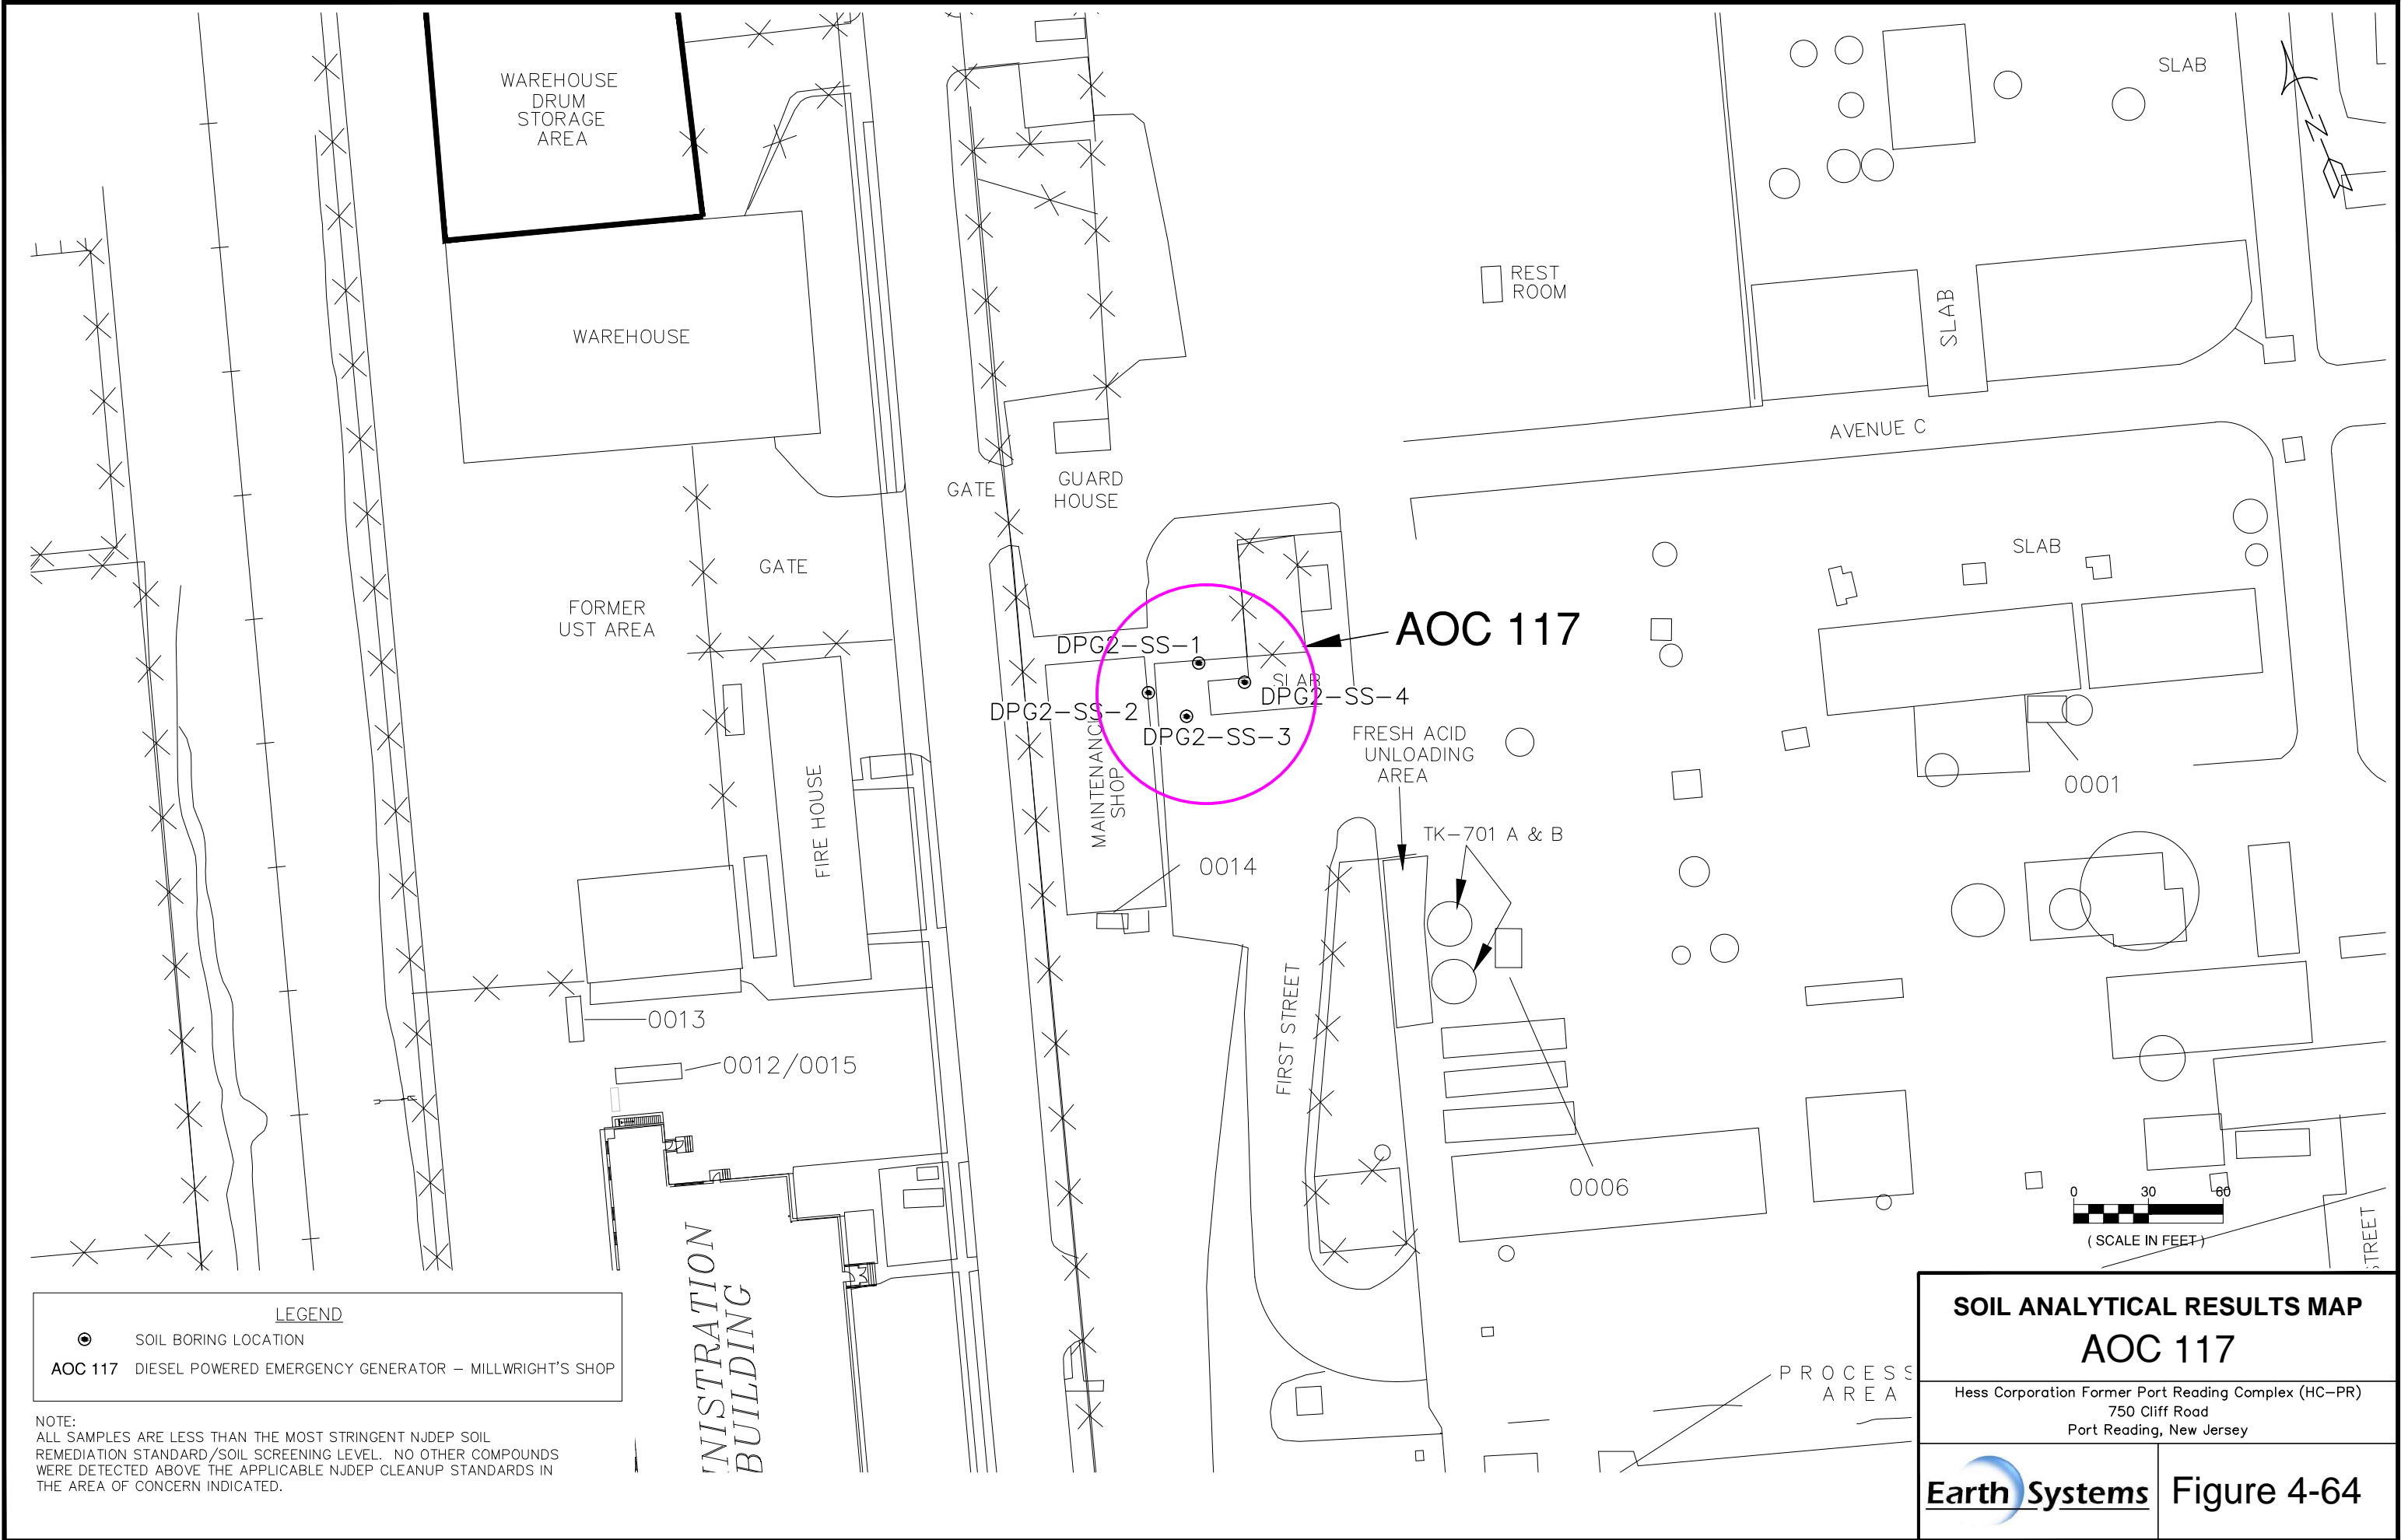 WAREHOUSE
DRUM
STORAGE
AREA
SLAB
N
WAREHOUSE
REST
ROOM
SLAB
AVENUE C
GATE
GUARD
HOUSE
SLAB
GATE
FORMER
UST AREA
AOC 117
DPG2-SS-1
SLAB
DPG2-SS-4
DPG2-SS-2
DPG2-SS-3
MAINTENANCE
SHOP
FRESH ACID
UNLOADING
AREA
0001
FIRE HOUSE
TK-701 A & B
0014
FIRST STREET
0013
0012/0015
0006
0 30 60
( SCALE IN FEET )
TREET
NISTRATION
BUILDING
PROCESS
AREA
LEGEND
SOIL BORING LOCATION
AOC 117 DIESEL POWERED EMERGENCY GENERATOR - MILLWRIGHT'S SHOP
NOTE:
ALL SAMPLES ARE LESS THAN THE MOST STRINGENT NJDEP SOIL
REMEDIATION STANDARD/SOIL SCREENING LEVEL. NO OTHER COMPOUNDS
WERE DETECTED ABOVE THE APPLICABLE NJDEP CLEANUP STANDARDS IN
THE AREA OF CONCERN INDICATED.
SOIL ANALYTICAL RESULTS MAP
AOC 117
Hess Corporation Former Port Reading Complex (HC-PR)
750 Cliff Road
Port Reading, New Jersey
Earth Systems
Figure 4-64